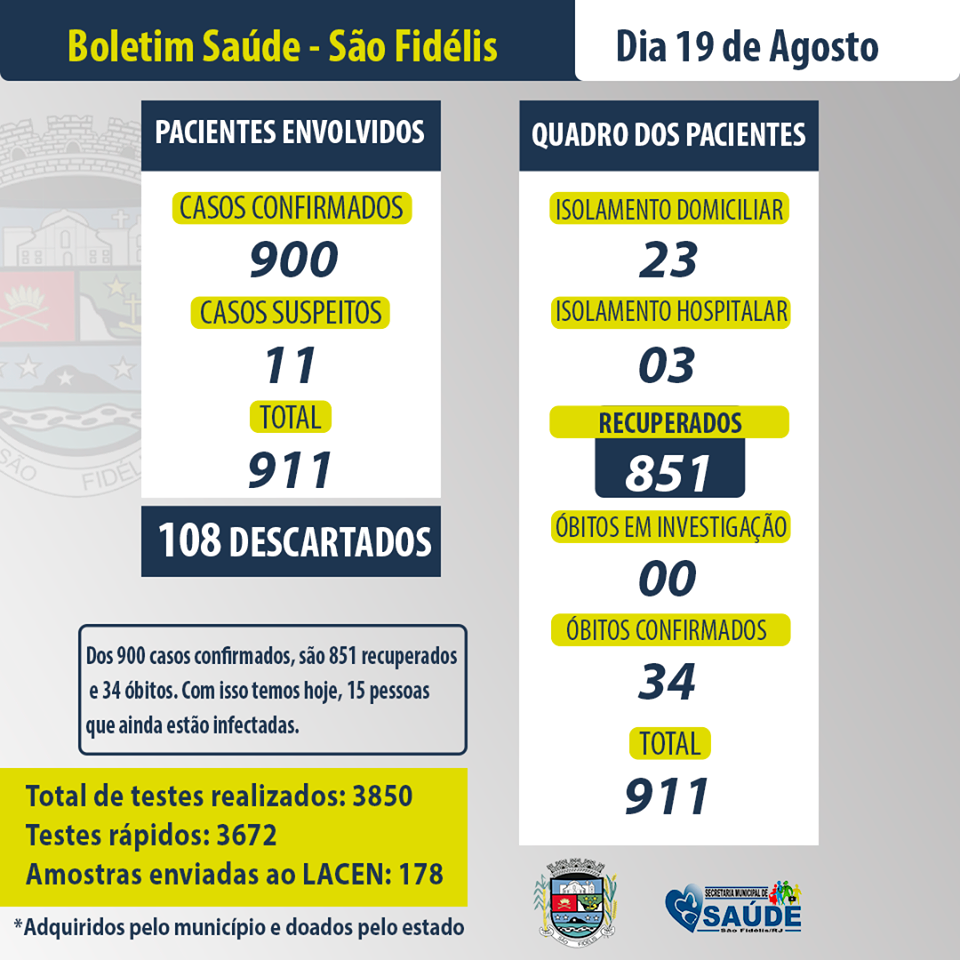 Boletim Saúde - São Fidélis
Dia 19 de Agosto
PACIENTES ENVOLVIDOS
CASOS CONFIRMADOS
900
CASOS SUSPEITOS
11
TOTAL
911
108 DESCARTADOS
QUADRO DOS PACIENTES
ISOLAMENTO DOMICILIAR
23
ISOLAMENTO HOSPITALAR
03
RECUPERADOS
851
ÓBITOS EM INVESTIGAÇÃO
00
ÓBITOS CONFIRMADOS
34
TOTAL
911
Dos 900 casos confirmados, são 851 recuperados
e 34 óbitos. Com isso temos hoje, 15 pessoas
que ainda estão infectadas.
Total de testes realizados: 3850
Testes rápidos: 3672
Amostras enviadas ao LACEN: 178
*Adquiridos pelo município e doados pelo estado
SÃO FIDÉLIS
SÃO FIDÉLIS
SECRETARIA MUNICIPAL DE
SAÚDE
São Fidélis/RJ